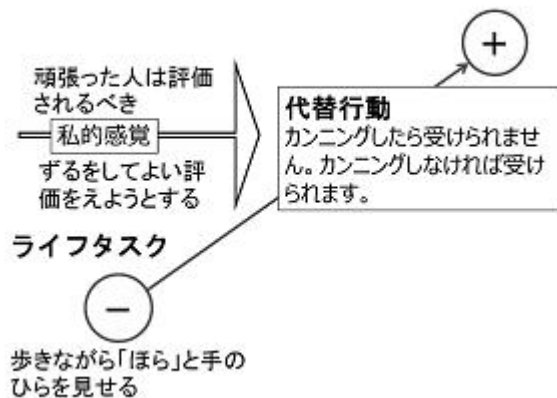 +
頑張った人は評価
されるべき
私的感覚
ずるをしてよい評
価をえようとする
代替行動
カンニングしたら受けられませ
ん。カンニングしなければ受け
られます。
ライフタスク
−
歩きながら「ほら」と手の
ひらを見せる